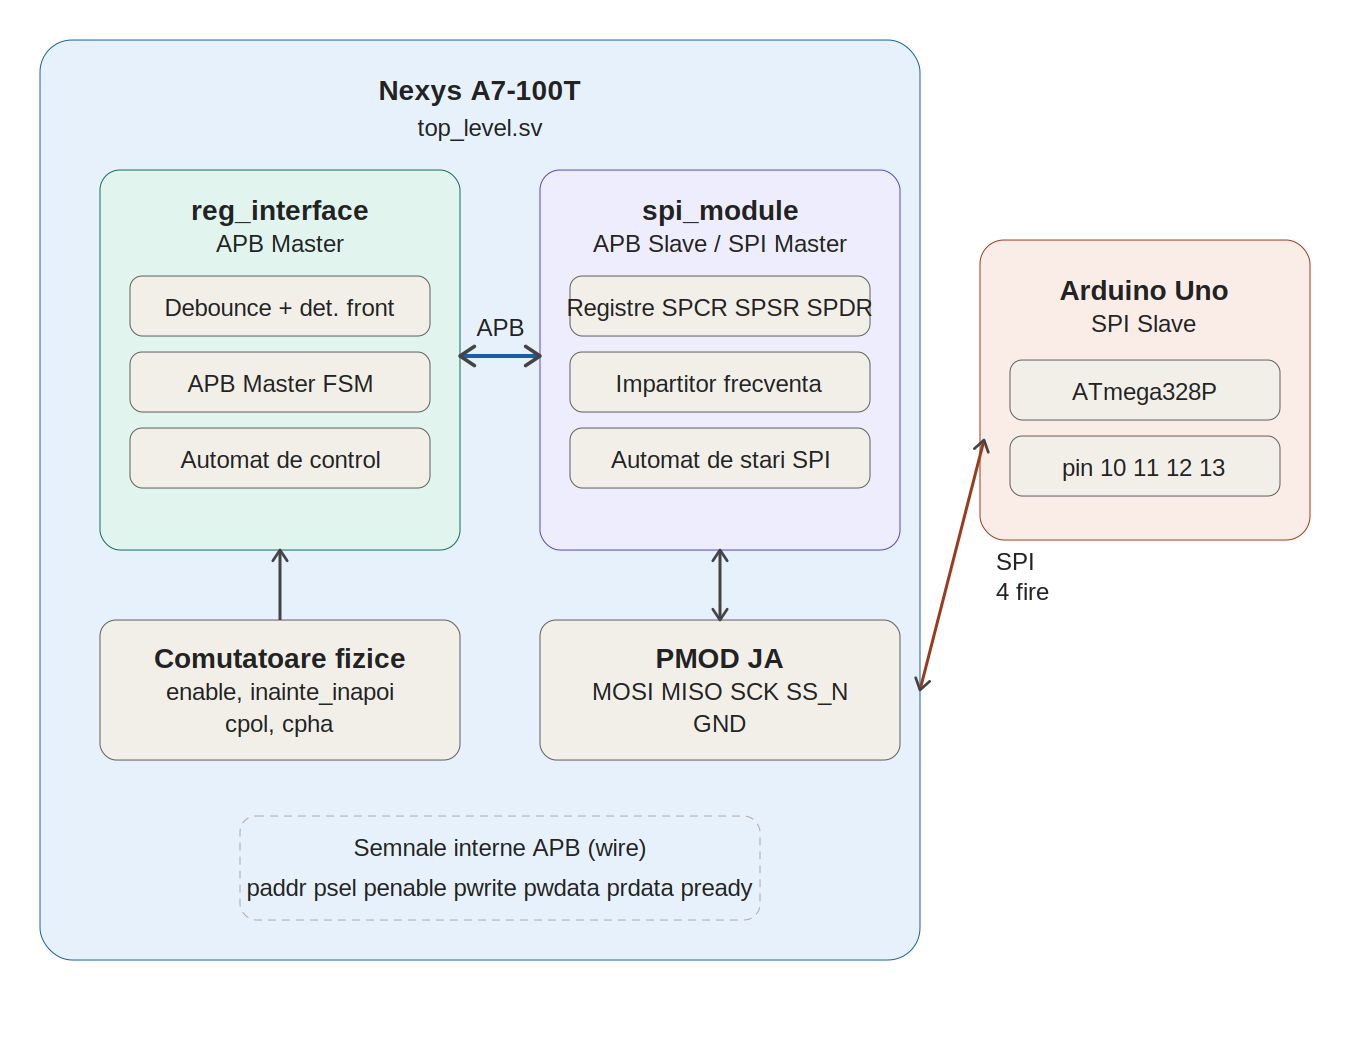 Nexys A7-100T
top_level.sv
reg_interface
APB Master
Debounce + det. front
APB Master FSM
Automat de control
APB
spi_module
APB Slave / SPI Master
Registre SPCR SPSR SPDR
Impartitor frecventa
Automat de stari SPI
Arduino Uno
SPI Slave
ATmega328P
pin 10 11 12 13
SPI
4 fire
Comutatoare fizice
enable, inainte_inapoi
cpol, cpha
PMOD JA
MOSI MISO SCK SS_N
GND
Semnale interne APB (wire)
paddr psel penable pwrite pwdata prdata pready